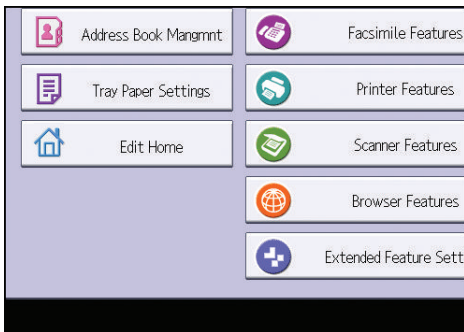 Address Book Mangmnt
Facsimile Features
Tray Paper Settings
Printer Features
Edit Home
Scanner Features
Browser Features
Extended Feature Sett